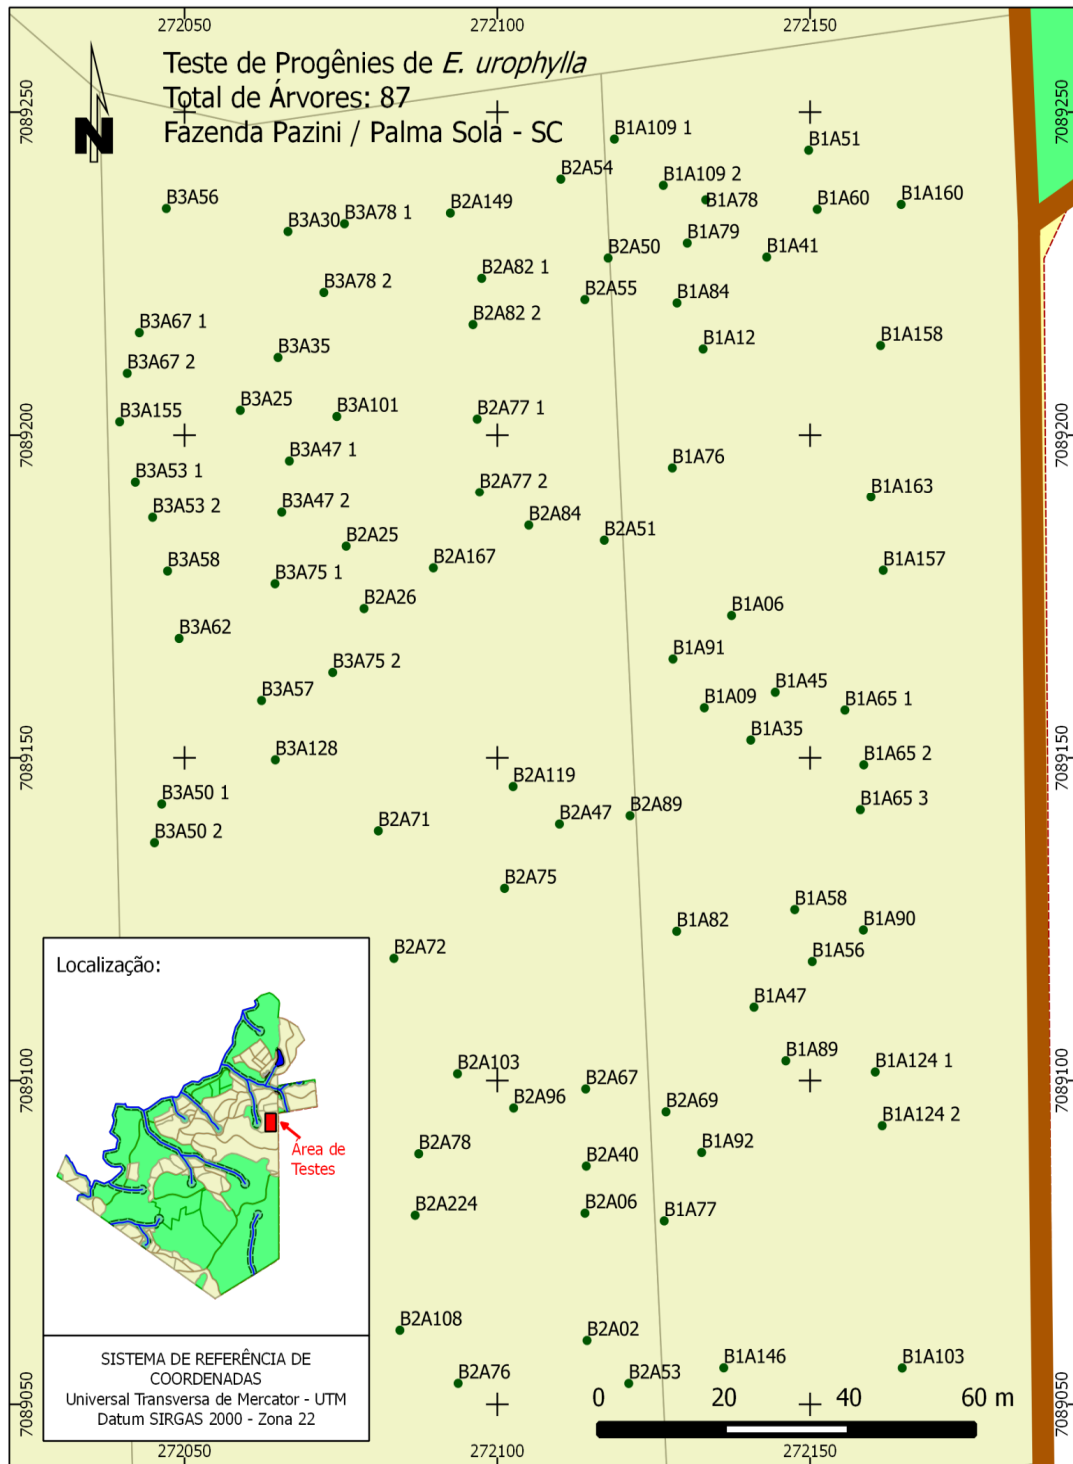 272050
272100
272150
Teste de Progênies de E. urophylla
Total de Árvores: 87
Fazenda Pazini / Palma Sola - SC
N
7089250
7089250
B1A109 1
B1A51
B2A54
B1A109 2
B3A56
B3A30
B3A78 1
B2A149
B1A78
B1A60
B1A160
B1A79
B2A50
B1A41
B2A82 1
B3A78 2
B2A55
B1A84
B3A67 1
B2A82 2
B3A35
B1A12
B1A158
B3A67 2
B3A155
B3A25
B3A101
B2A77 1
7089200
7089200
B3A47 1
B1A76
B3A53 1
B2A77 2
B1A163
B3A53 2
B3A47 2
B2A84
B2A51
B2A25
B3A58
B3A75 1
B2A167
B1A157
B2A26
B1A06
B3A62
B1A91
B3A75 2
B3A57
B1A09
B1A45
B1A65 1
B1A35
B3A128
B1A65 2
7089150
7089150
B2A119
B3A50 1
B1A65 3
B2A47
B2A89
B3A50 2
B2A71
B2A75
B1A58
B1A82
B1A90
B2A72
B1A56
B1A47
B1A89
B2A103
B2A67
B1A124 1
7089100
7089100
B2A96
B2A69
B1A124 2
B2A78
B2A40
B1A92
B2A224
B2A06
B1A77
B2A108
B2A02
B2A76
B2A53
B1A146
B1A103
Localização:
Área de
Testes
SISTEMA DE REFERÊNCIA DE
COORDENADAS
Universal Transversa de Mercator - UTM
Datum SIRGAS 2000 - Zona 22
0
20
40
60 m
7089050
7089050
272050
272100
272150